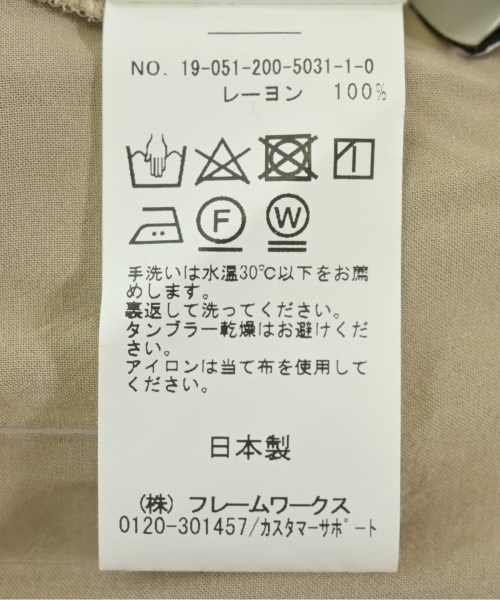 NO. 19-051-200-5031-1-0
レーヨン 100%
F W
手洗いは水温30℃以下をお薦
めします。
裏返して洗ってください。
タンブラー乾燥はお避けくだ
さい。
アイロンは当て布を使用して
ください。
日本製
(株) フレームワークス
0120-301457/カスタマーサポート